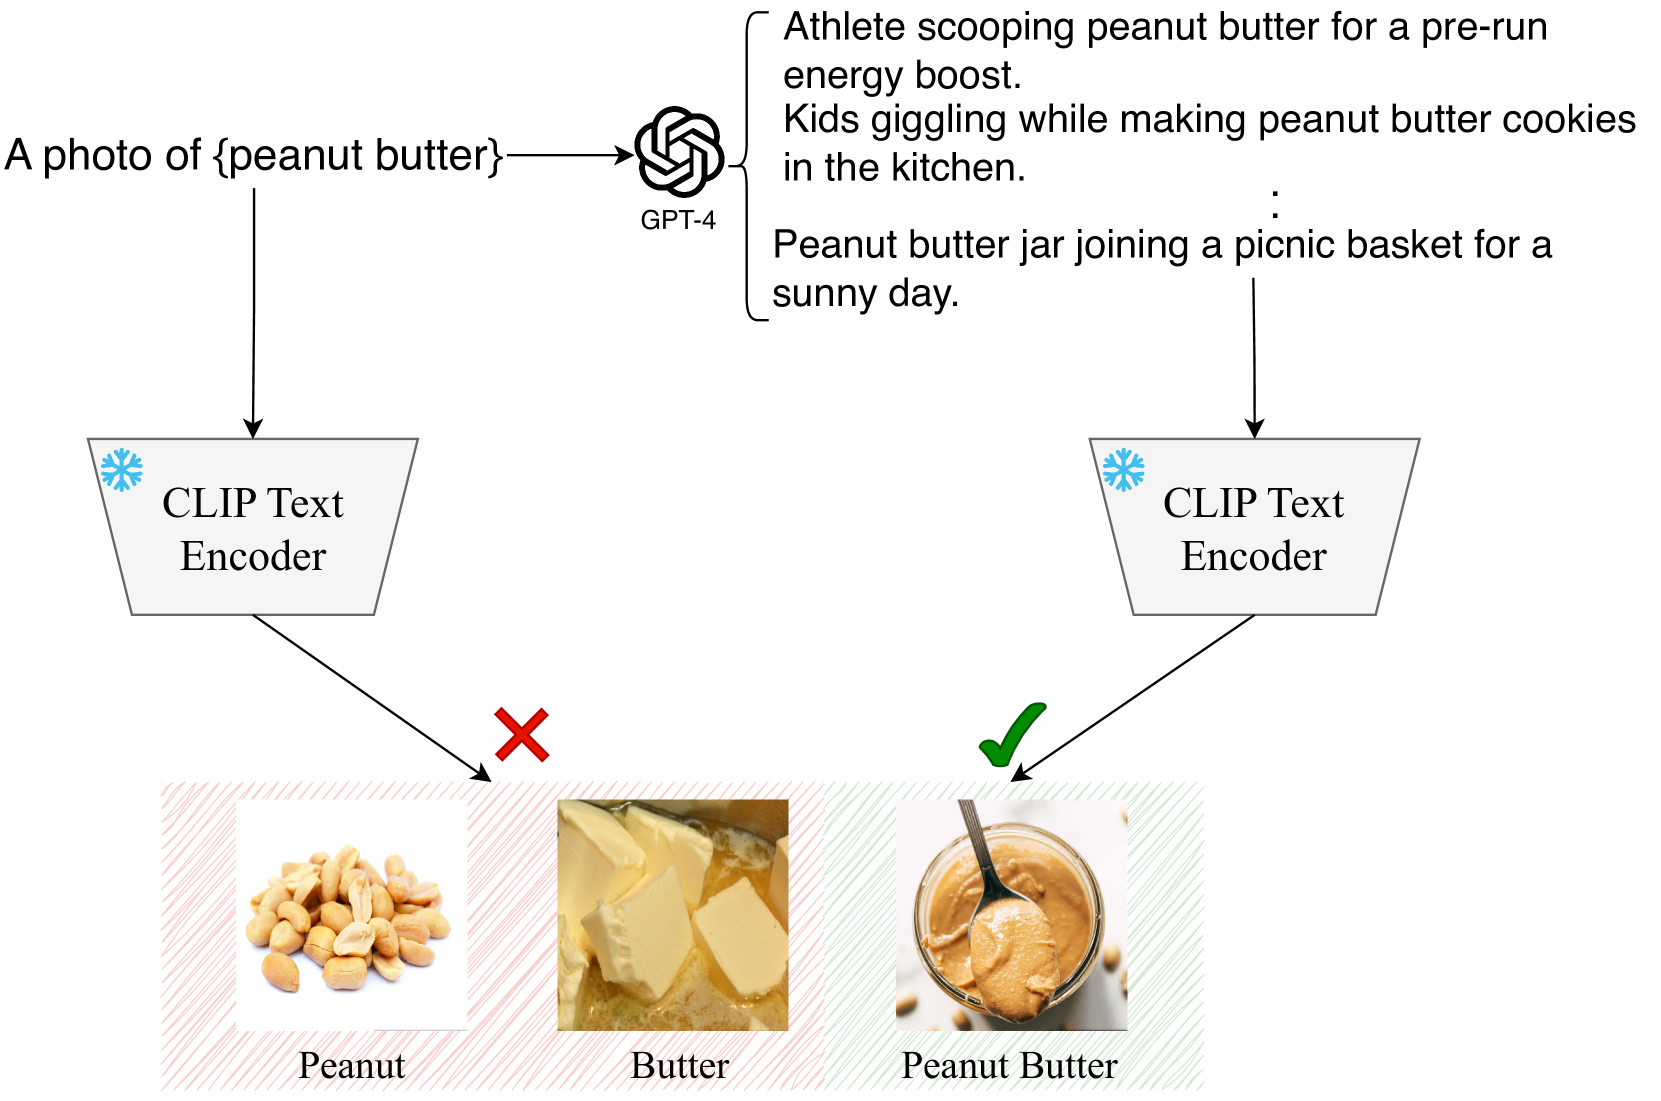 Athlete scooping peanut butter for a pre-run
energy boost.
Kids giggling while making peanut butter cookies
in the kitchen.
:
A photo of {peanut butter}
GPT-4
Peanut butter jar joining a picnic basket for a
sunny day.
CLIP Text
Encoder
CLIP Text
Encoder
Peanut
Butter
Peanut Butter